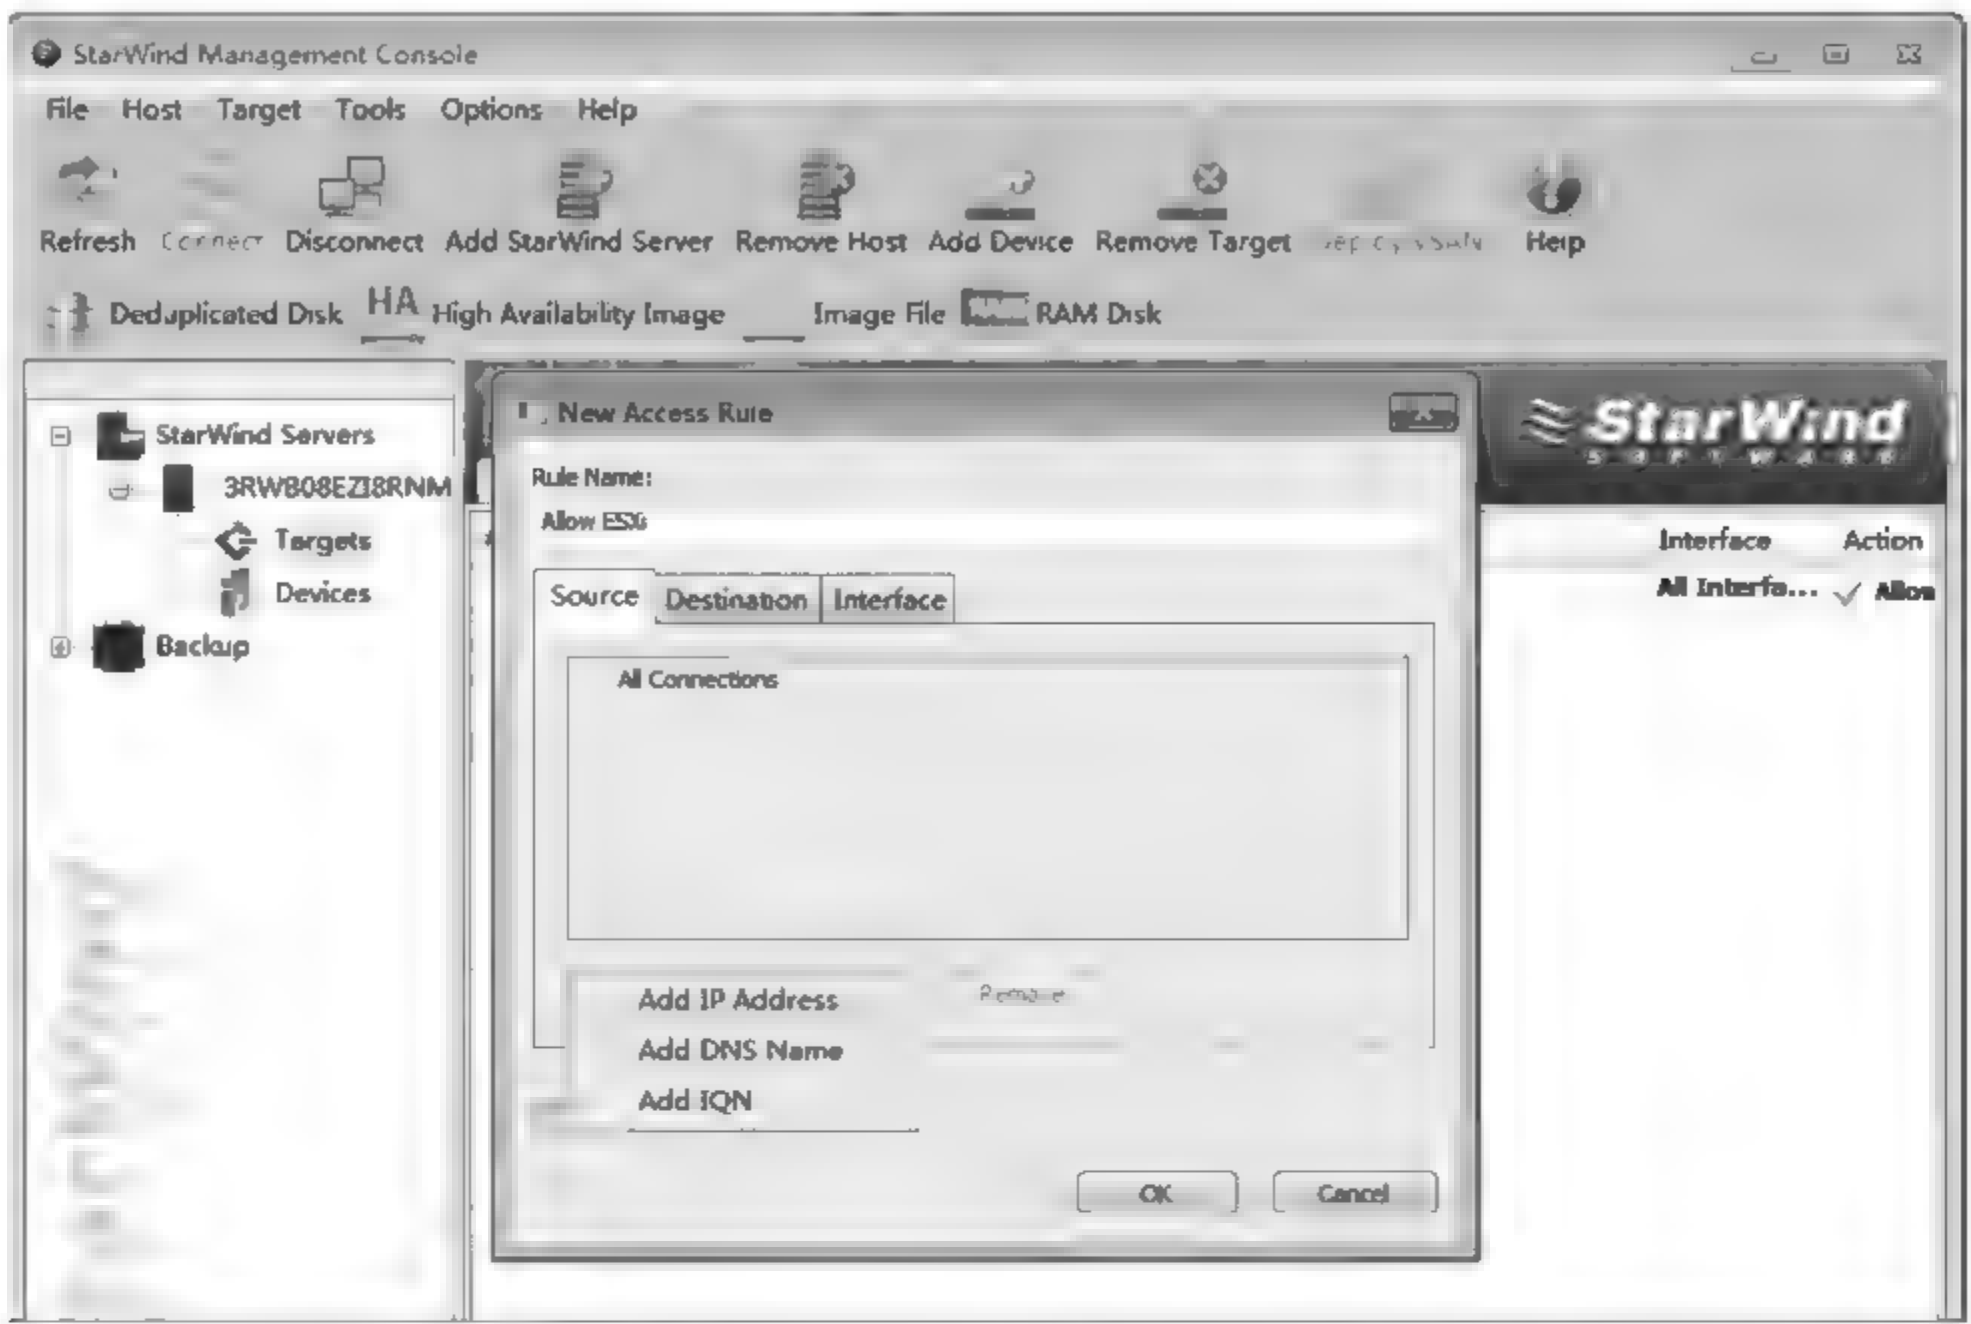 StarWind Management Console
File Host Target Tools Options Help
Refresh Connect Disconnect Add StarWind Server Remove Host Add Device Remove Target Help
Deduplicated Disk HA High Availability Image Image File RAM Disk
StarWind Servers
3RWB08EZI8RNM
Targets
Devices
Backup
New Access Rule
Rule Name:
Allow ESXi
Source Destination Interface
All Connections
Add IP Address
Remove
Add DNS Name
Add IQN
OK Cancel
StarWind
SOFTWARE
Interface Action
All Interfa... Allow
StarWind